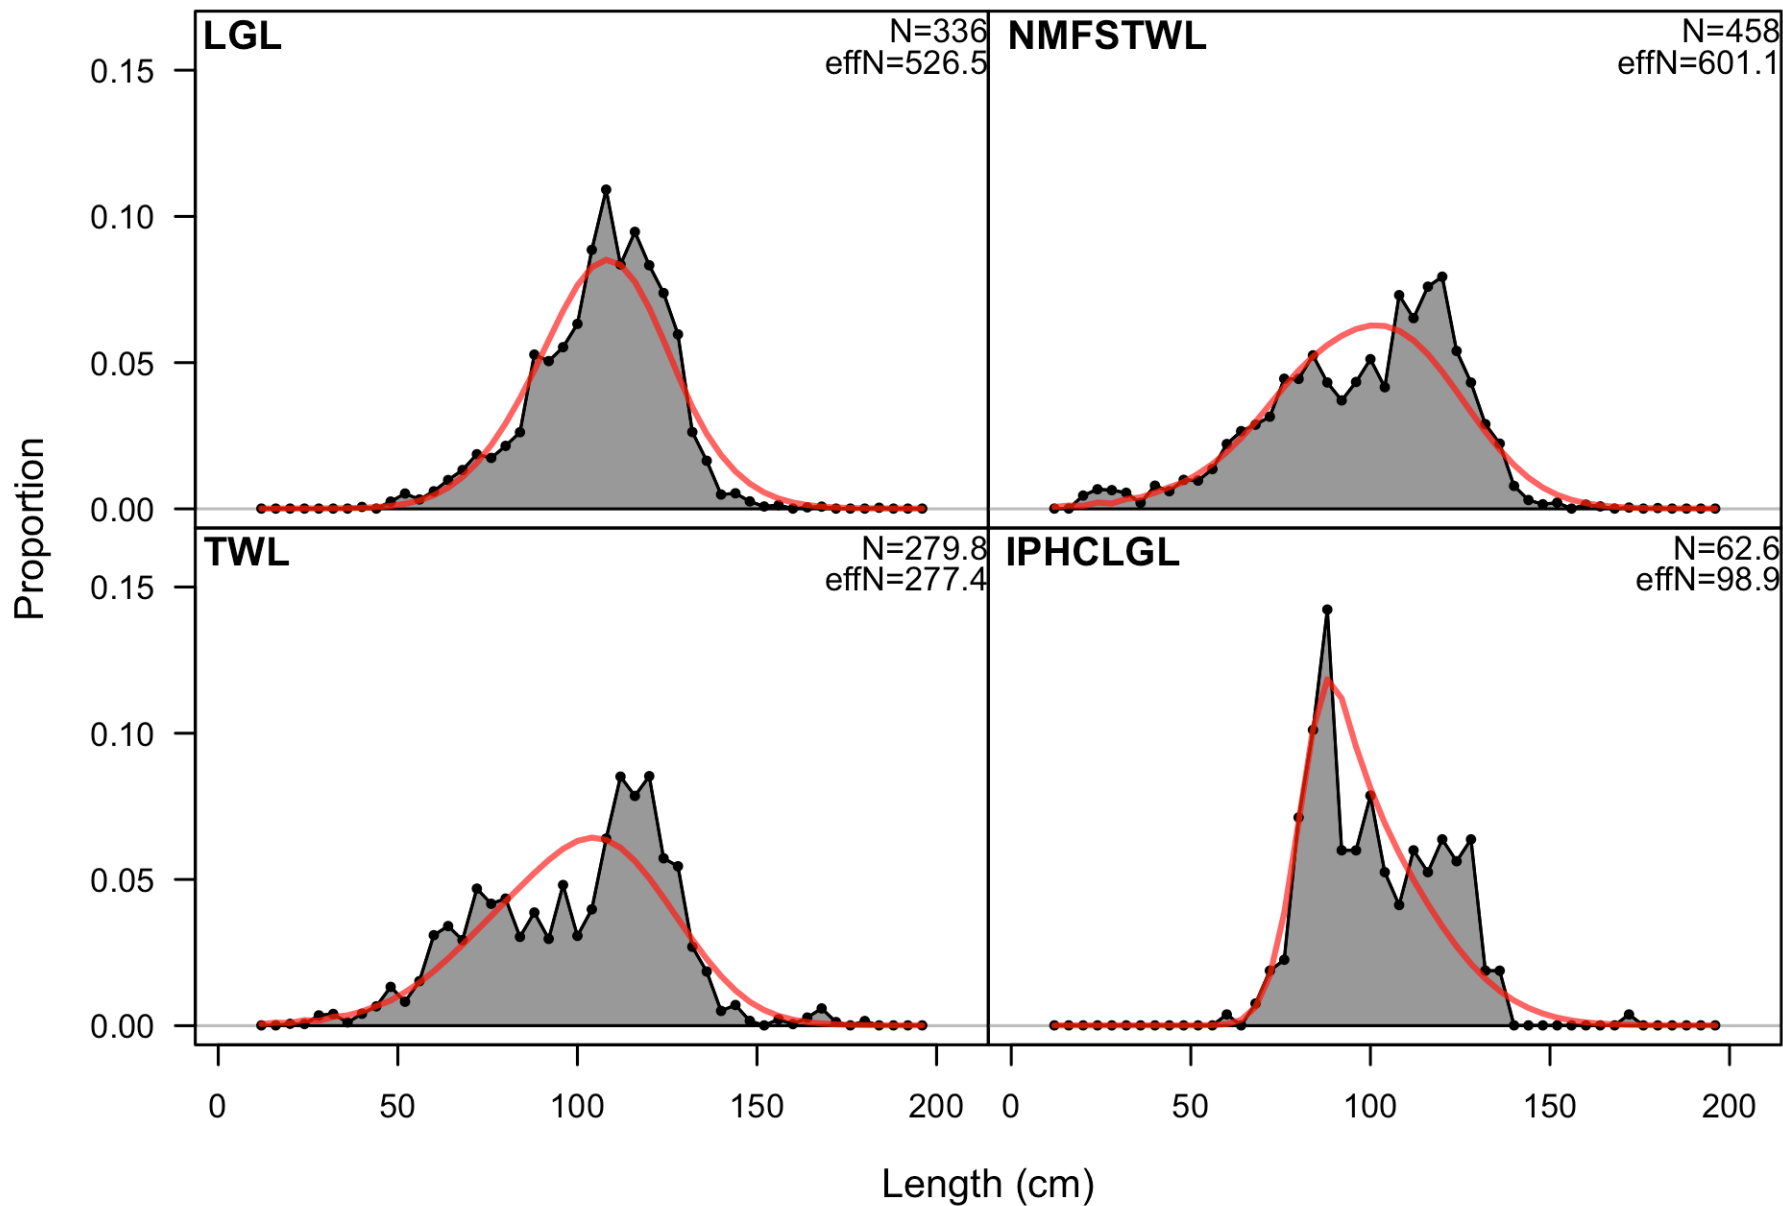 LGL
N=336
effN=526.5
NMFSTWL
N=458
effN=601.1
0.15
0.10
0.05
0.00
TWL
N=279.8
effN=277.4
IPHCLGL
N=62.6
effN=98.9
0.15
0.10
0.05
0.00
Proportion
0 50 100 150 200 0 50 100 150 200
Length (cm)